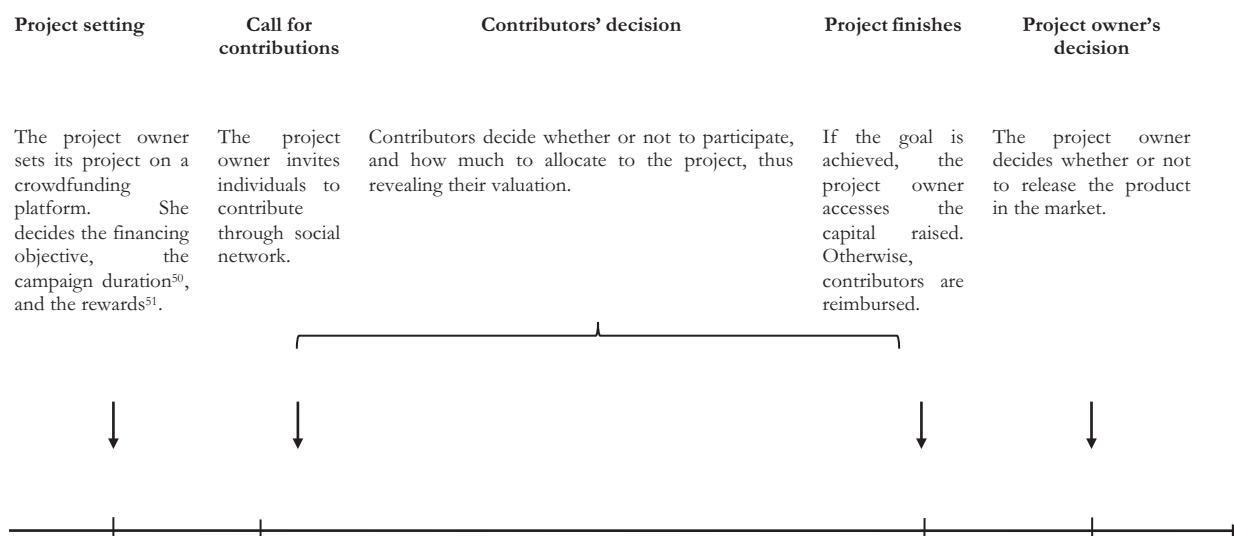 Project setting
Call for
contributions
Contributors’ decision
Project finishes
Project owner’s
decision
The project owner
sets its project on a
crowdfunding
platform. She
decides the financing
objective, the
campaign duration⁵⁰,
and the rewards⁵¹.
The project
owner invites
individuals to
contribute
through social
network.
Contributors decide whether or not to participate,
and how much to allocate to the project, thus
revealing their valuation.
If the goal is
achieved, the
project owner
accesses the
capital raised.
Otherwise,
contributors are
reimbursed.
The project owner
decides whether or not
to release the product
in the market.